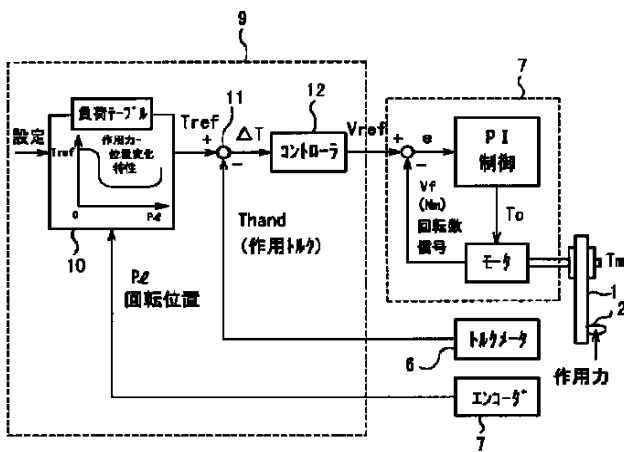 9
7
負荷テーブル
11
12
設定
Tref
作用力-
位置変化
特性
Tref
+
-
ΔT
コントローラ
Vref
+
-
e
PI
制御
0
Pℓ
10
Thand
(作用トルク)
Vf
(Nm)
回転数
信号
To
モータ
Tm
1
2
Pℓ
回転位置
トルクメータ
6
作用力
エンコーダ
7